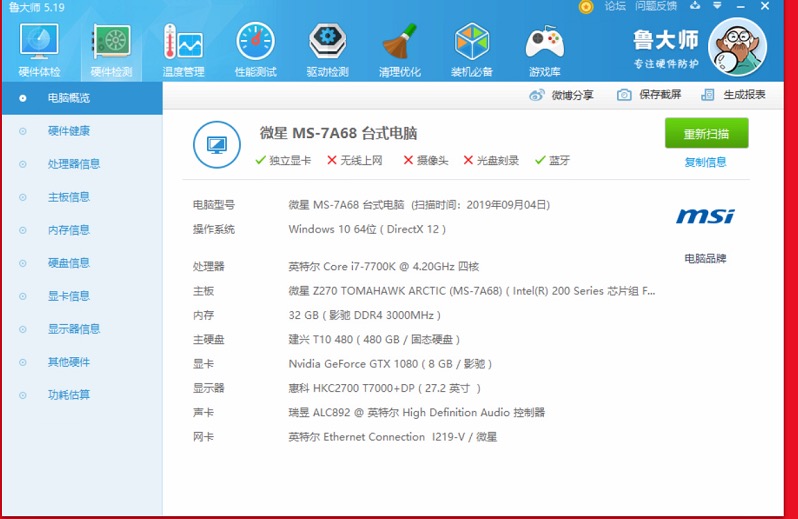 鲁大师 5.19
论坛 问题反馈
硬件体检 硬件检测 温度管理 性能测试 驱动检测 清理优化 装机必备 游戏库
鲁大师
专注硬件防护
微博分享 保存截屏 生成报表
电脑概览
硬件健康
处理器信息
主板信息
内存信息
硬盘信息
显卡信息
显示器信息
其他硬件
功耗估算
微星 MS-7A68 台式电脑
独立显卡 无线上网 摄像头 光盘刻录 蓝牙
重新扫描
复制信息
电脑型号 微星 MS-7A68 台式电脑 (扫描时间：2019年09月04日)
操作系统 Windows 10 64位 ( DirectX 12 )
处理器 英特尔 Core i7-7700K @ 4.20GHz 四核
主板 微星 Z270 TOMAHAWK ARCTIC (MS-7A68) ( Intel(R) 200 Series 芯片组 F...
内存 32 GB ( 影驰 DDR4 3000MHz )
主硬盘 建兴 T10 480 ( 480 GB / 固态硬盘 )
显卡 Nvidia GeForce GTX 1080 ( 8 GB / 影驰 )
显示器 惠科 HKC2700 T7000+DP ( 27.2 英寸 )
声卡 瑞昱 ALC892 @ 英特尔 High Definition Audio 控制器
网卡 英特尔 Ethernet Connection I219-V / 微星
msi
电脑品牌